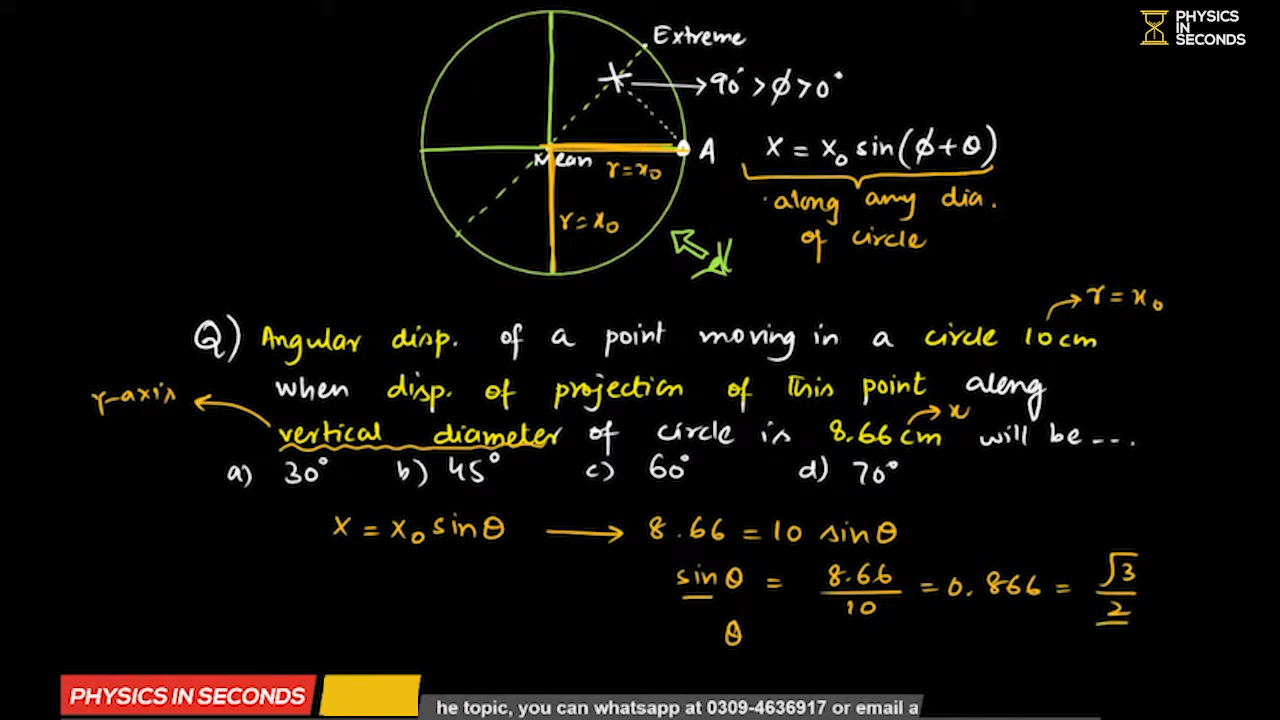 PHYSICS
IN
SECONDS
Extreme
90° > ϕ > 0°
Mean
A
r = x₀
r = x₀
x = x₀ sin(ϕ + θ)
along any dia.
of circle
r = x₀
Q) Angular disp. of a point moving in a circle 10 cm
when disp. of projection of This point along
y-axis
x
vertical diameter of circle is 8.66 cm will be ---.
a) 30° b) 45° c) 60° d) 70°
x = x₀ sin θ → 8.66 = 10 sin θ
sin θ = 8.66/10 = 0.866 = √3/2
θ
PHYSICS IN SECONDS
he topic, you can whatsapp at 0309-4636917 or email a